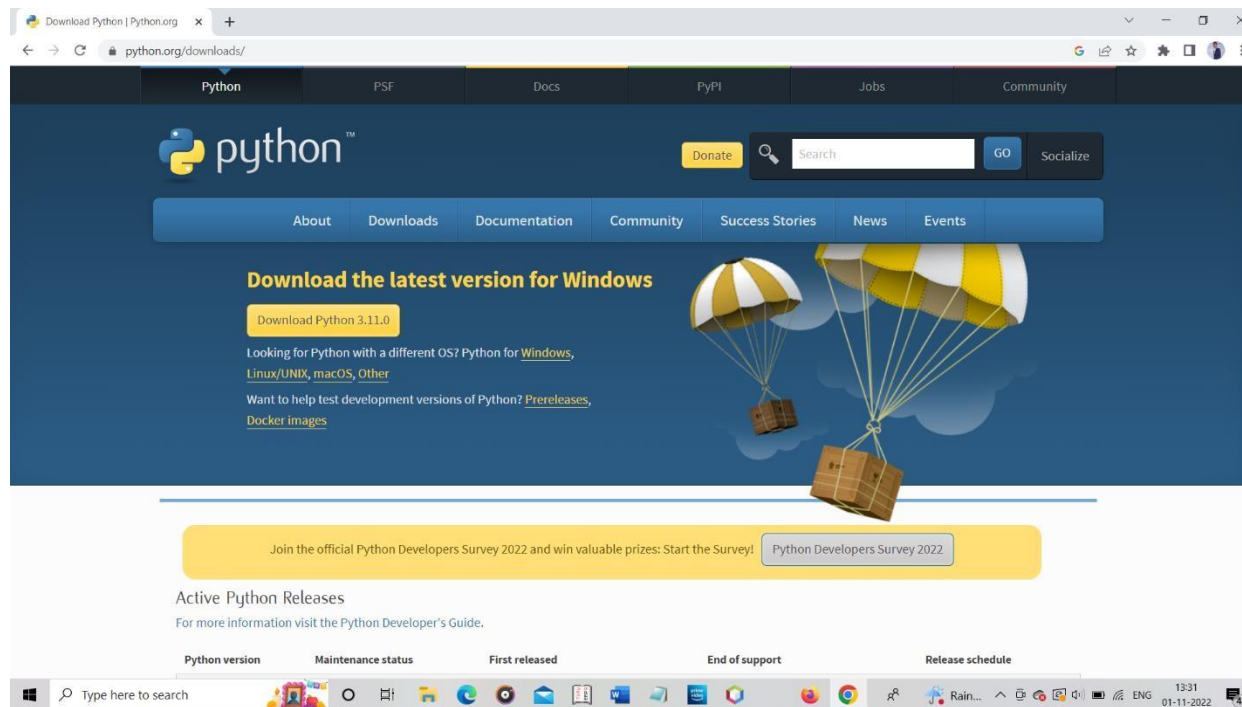 Download Python | Python.org
python.org/downloads/
Python PSF Docs PyPI Jobs Community
python™
Donate Search GO Socialize
About Downloads Documentation Community Success Stories News Events
Download the latest version for Windows
Download Python 3.11.0
Looking for Python with a different OS? Python for Windows,
Linux/UNIX, macOS, Other
Want to help test development versions of Python? Prereleases,
Docker images
Join the official Python Developers Survey 2022 and win valuable prizes: Start the Survey! Python Developers Survey 2022
Active Python Releases
For more information visit the Python Developer's Guide.
Python version Maintenance status First released End of support Release schedule
Type here to search Rain... ENG 13:31
01-11-2022